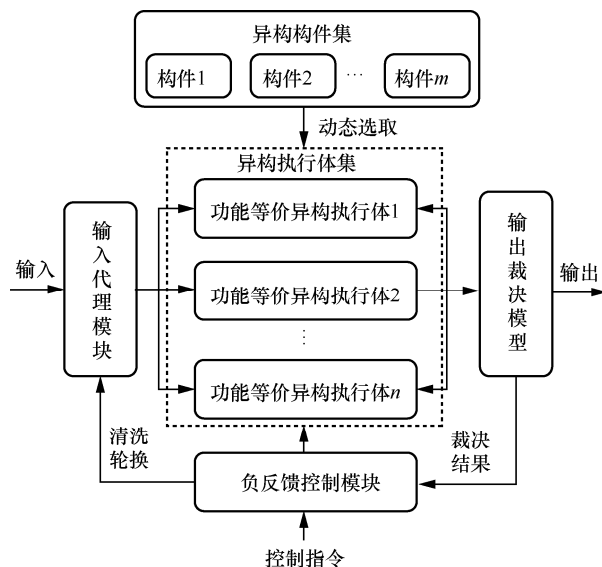 异构构件集
构件1 构件2 … 构件m
动态选取
异构执行体集
功能等价异构执行体1
输入
输入代理模块
功能等价异构执行体2
⋮
功能等价异构执行体n
输出裁决模型
输出
清洗
轮换
裁决
结果
负反馈控制模块
控制指令